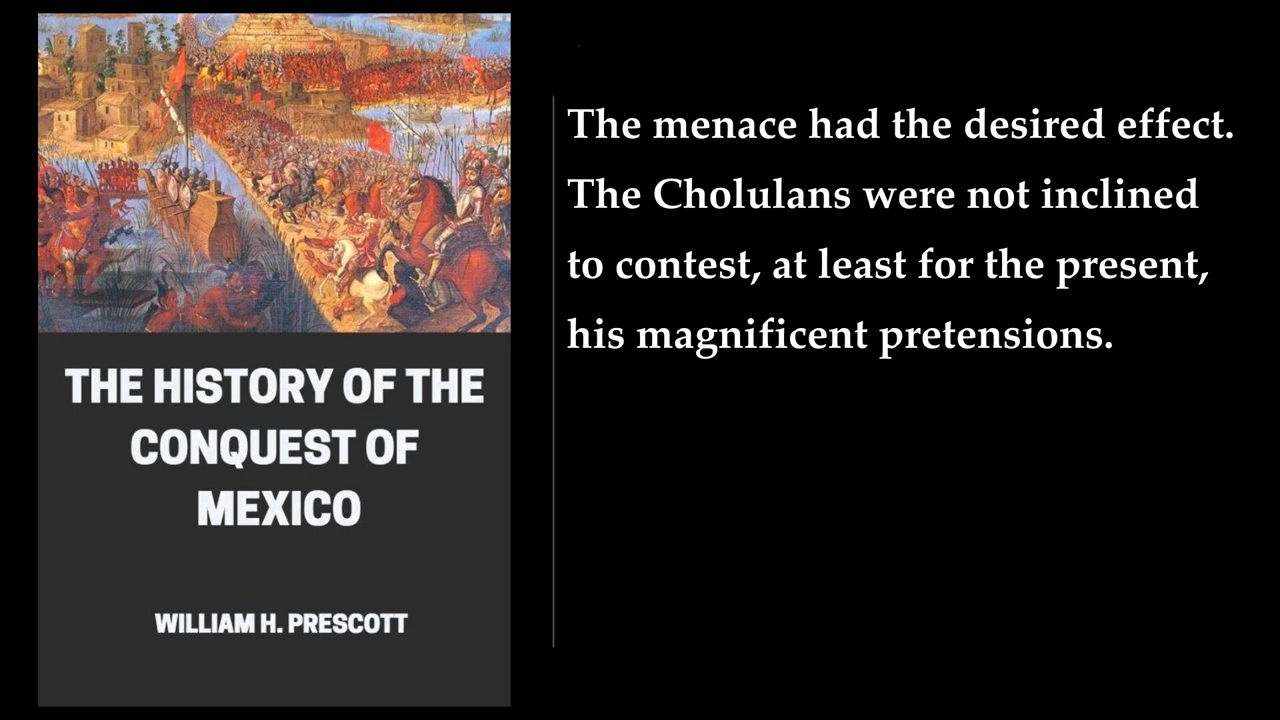 THE HISTORY OF THE
CONQUEST OF
MEXICO
WILLIAM H. PRESCOTT
The menace had the desired effect.
The Cholulans were not inclined
to contest, at least for the present,
his magnificent pretensions.